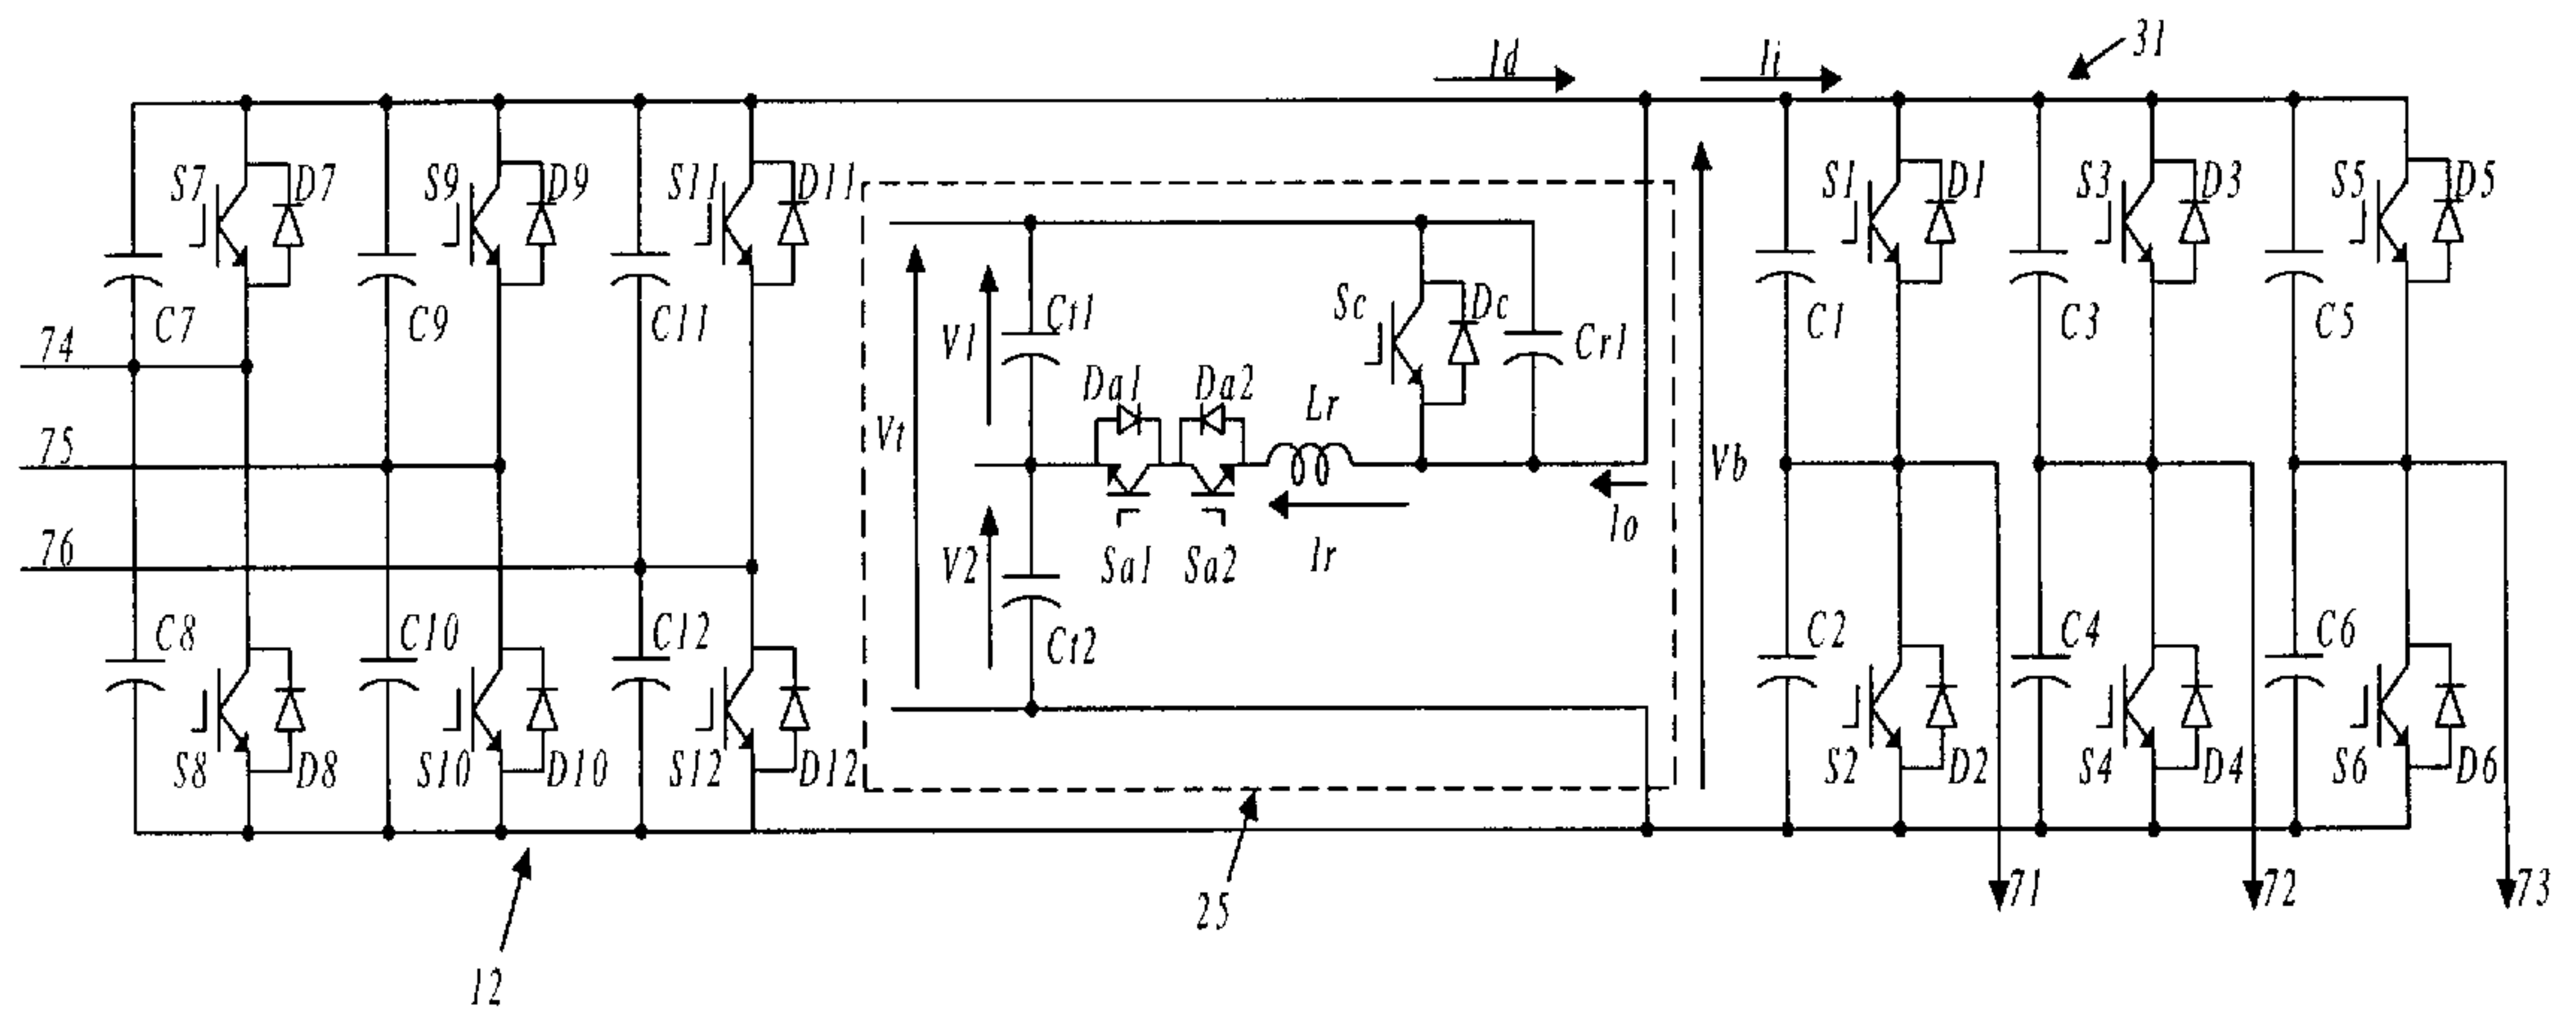 Id
Ii
31
S7
D7
S9
D9
S11
D11
S1
D1
S3
D3
S5
D5
C7
C9
C11
Ct1
V1
Sc
Dc
Cr1
C1
C3
C5
74
Da1
Da2
Lr
Vt
75
Vb
Io
76
V2
Sa1
Sa2
Ir
C8
C10
C12
Ct2
C2
C4
C6
S8
D8
S10
D10
S12
D12
S2
D2
S4
D4
S6
D6
25
71
72
73
12